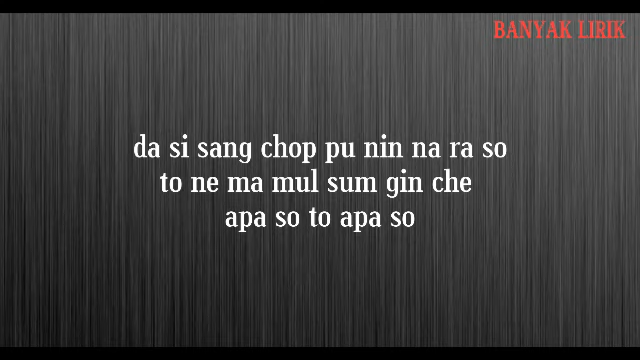 BANYAK LIRIK
da si sang chop pu nin na ra so
to ne ma mul sum gin che
apa so to apa so